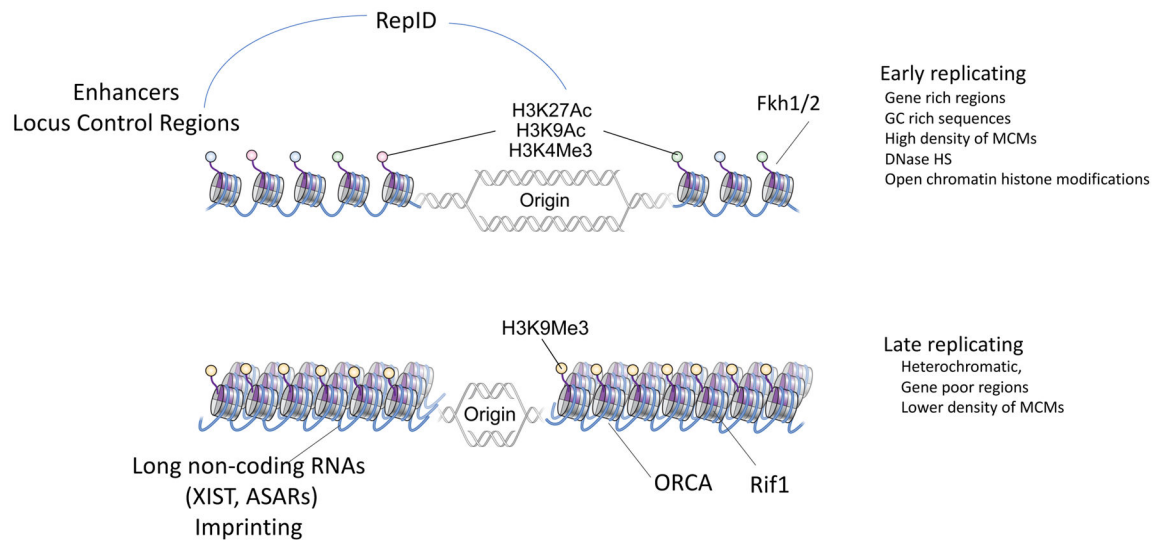 RepID
Enhancers
Locus Control Regions
H3K27Ac
H3K9Ac
H3K4Me3
Origin
Fkh1/2
Early replicating
Gene rich regions
GC rich sequences
High density of MCMs
DNase HS
Open chromatin histone modifications
H3K9Me3
Origin
Long non-coding RNAs
(XIST, ASARs)
Imprinting
ORCA
Rif1
Late replicating
Heterochromatic,
Gene poor regions
Lower density of MCMs